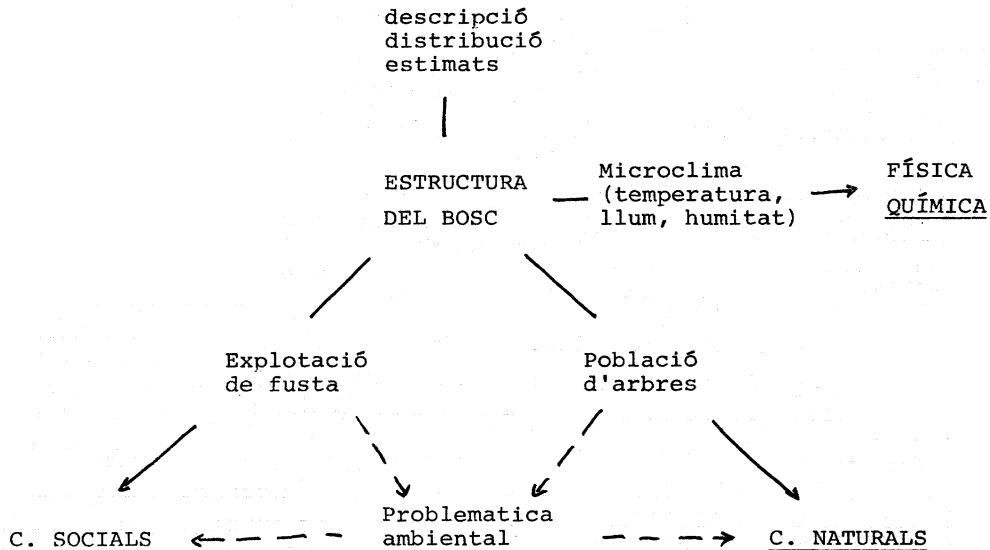 descripció
distribució
estimats
ESTRUCTURA
DEL BOSC
Microclima
(temperatura,
llum, humitat)
FÍSICA
QUÍMICA
Explotació
de fusta
Població
d'arbres
C. SOCIALS
Problematica
ambiental
C. NATURALS